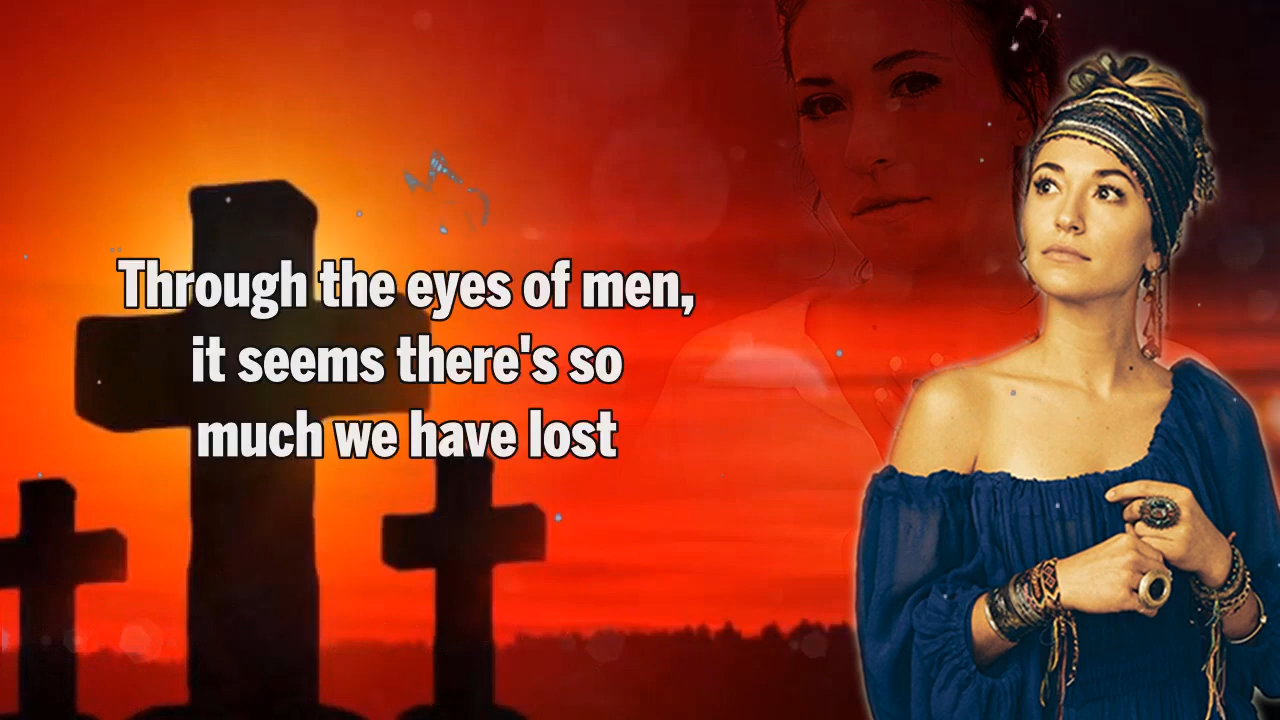 Through the eyes of men,
it seems there's so
much we have lost